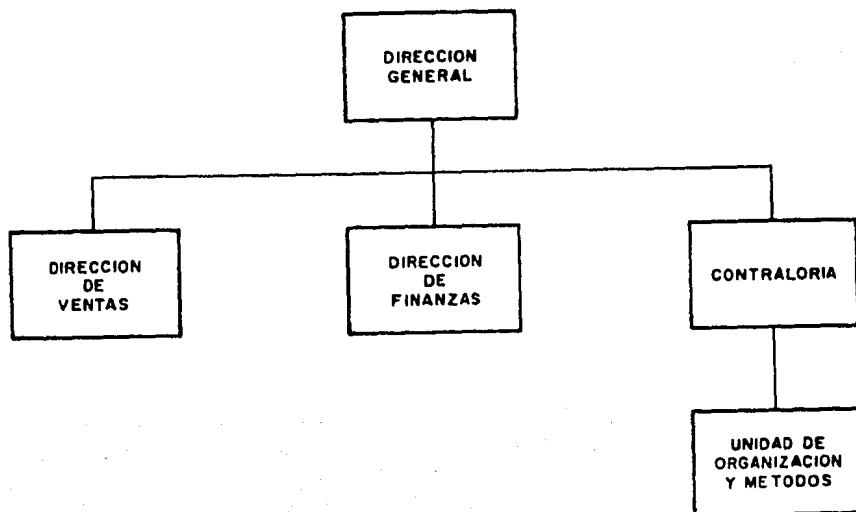 DIRECCION
GENERAL
DIRECCION
DE
VENTAS
DIRECCION
DE
FINANZAS
CONTRALORIA
UNIDAD DE
ORGANIZACION
Y METODOS